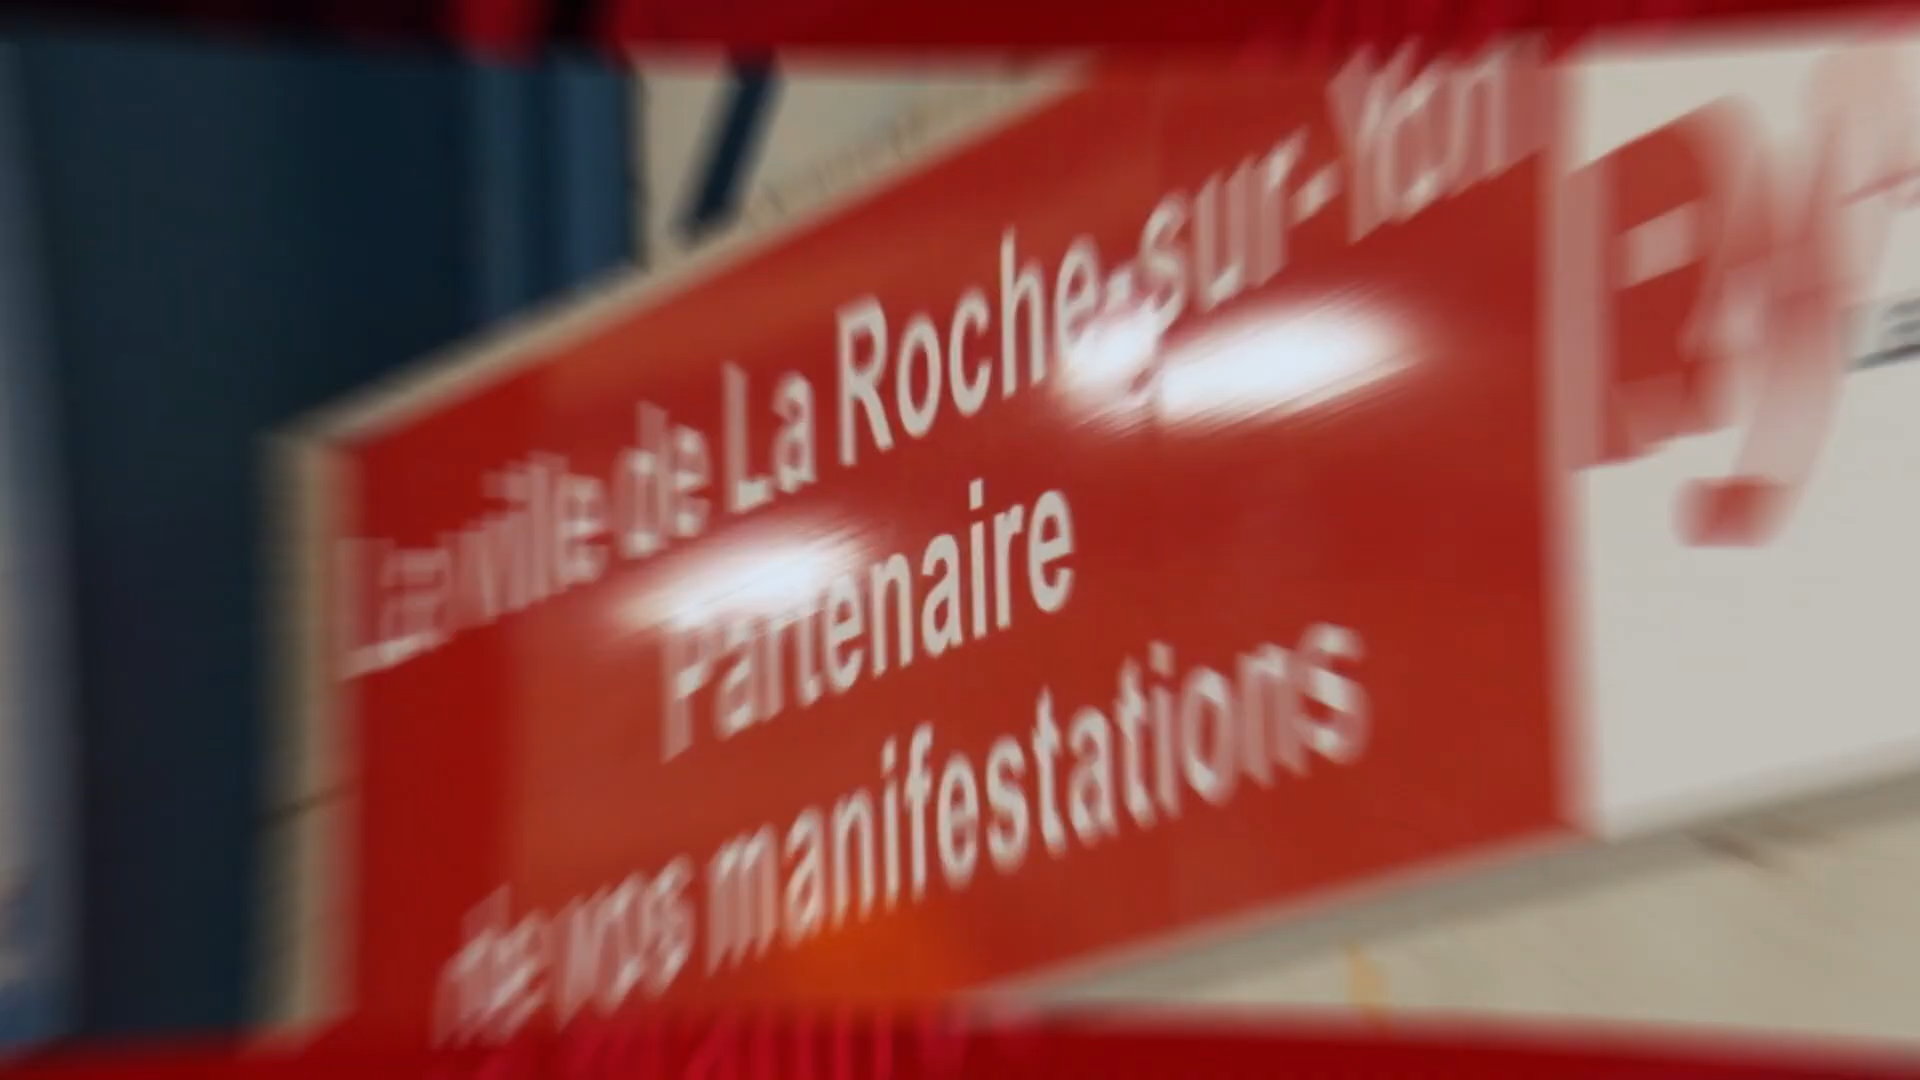 La ville de La Roche-sur-Yon
Partenaire
de vos manifestations